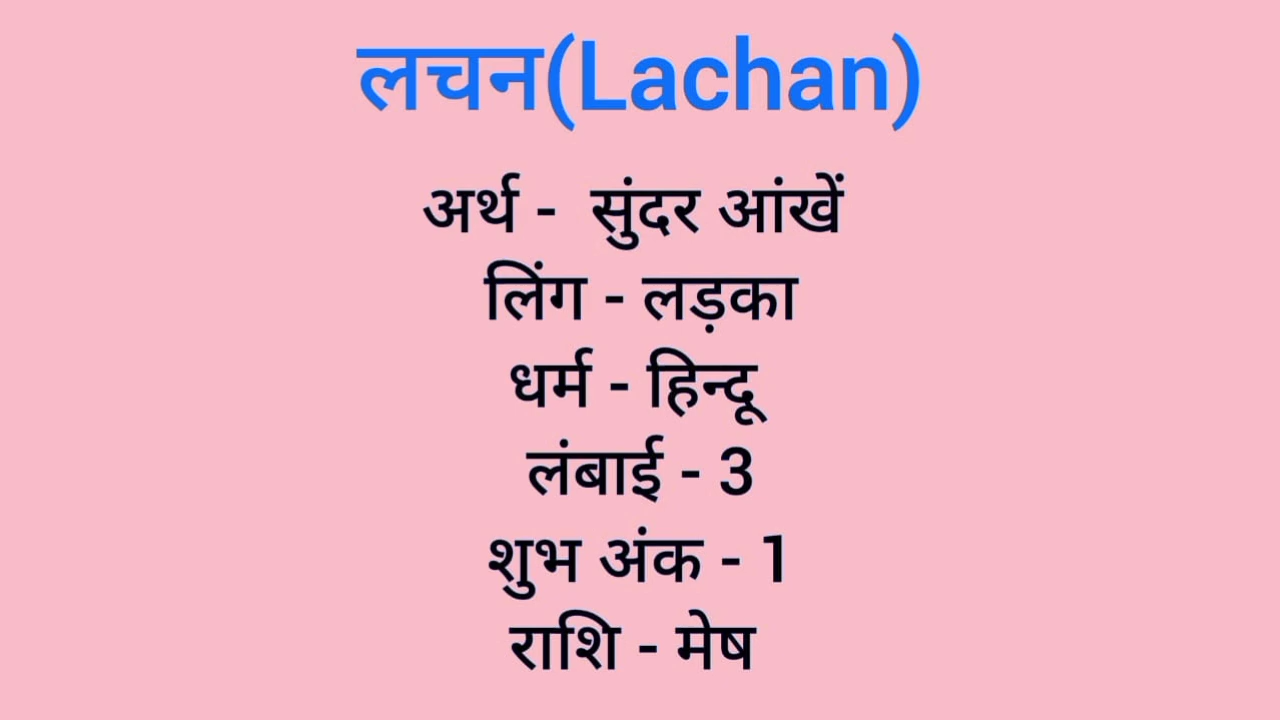 लचन(Lachan)
अर्थ - सुंदर आंखें
लिंग - लड़का
धर्म - हिन्दू
लंबाई - 3
शुभ अंक - 1
राशि - मेष